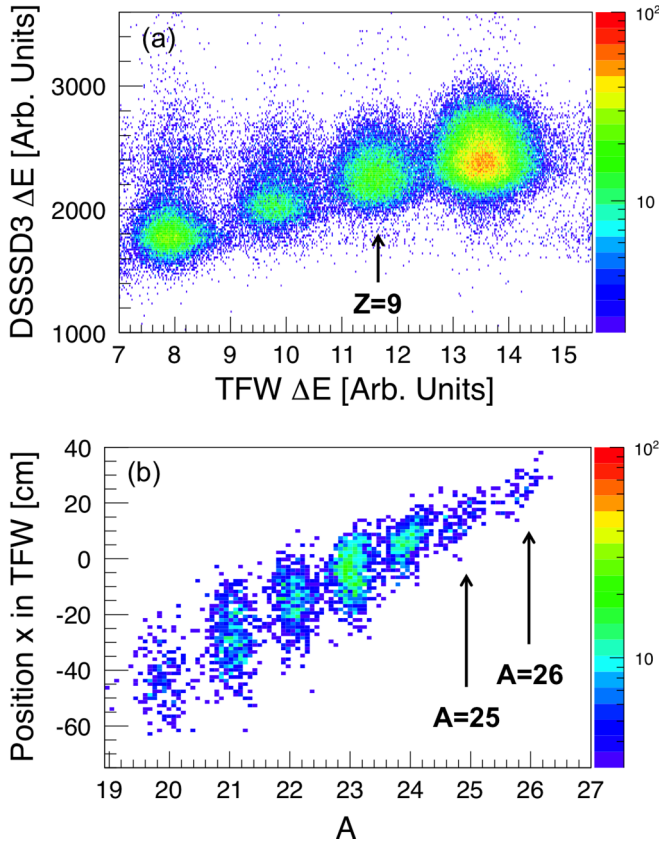 (a)
DSSSD3 ΔE [Arb. Units]
3000
2000
1000
10²
10
Z=9
7 8 9 10 11 12 13 14 15
TFW ΔE [Arb. Units]
(b)
Position x in TFW [cm]
40
20
0
-20
-40
-60
10²
10
A=26
A=25
19 20 21 22 23 24 25 26 27
A